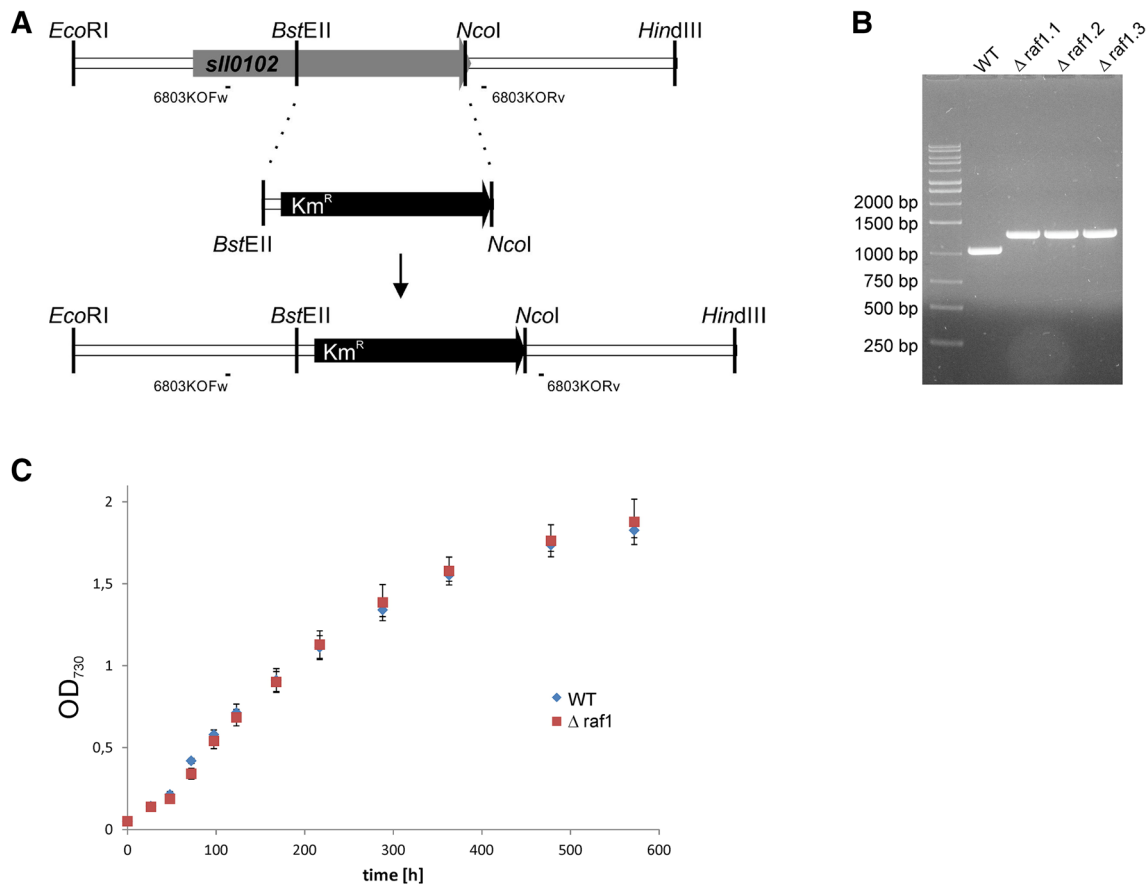 A
EcoRI
BstEII
NcoI
HindIII
sll0102
6803KOFw
6803KORv
KmR
BstEII
NcoI
EcoRI
BstEII
NcoI
HindIII
KmR
6803KOFw
6803KORv
B
WT
Δ raf1.1
Δ raf1.2
Δ raf1.3
2000 bp
1500 bp
1000 bp
750 bp
500 bp
250 bp
C
2
1,5
1
0,5
0
OD730
WT
Δ raf1
0 100 200 300 400 500 600
time [h]